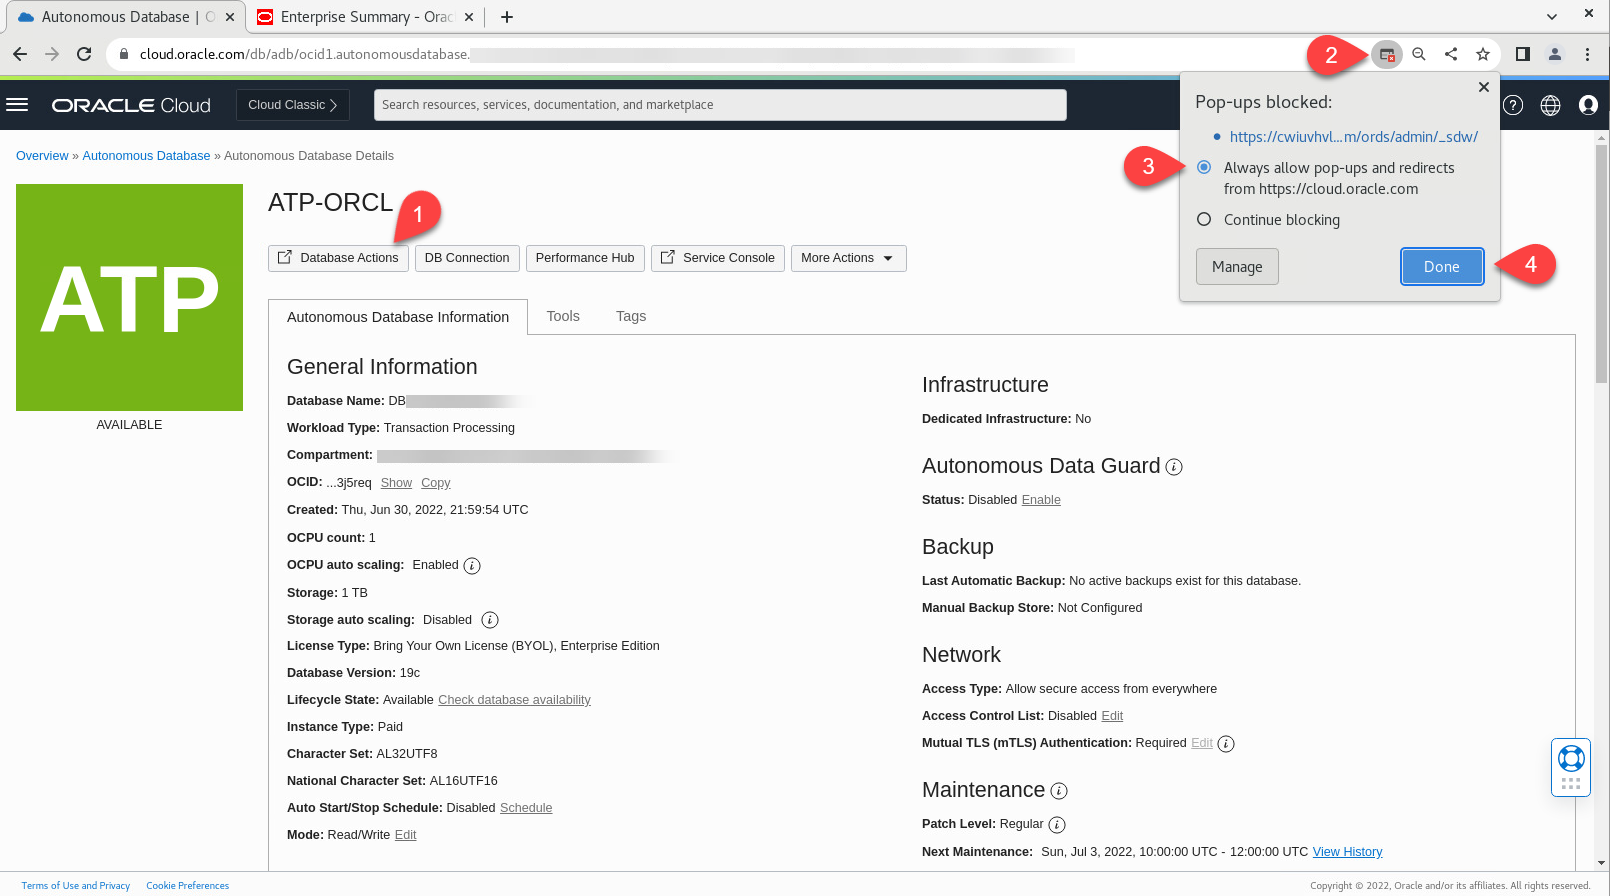 Autonomous Database | O
Enterprise Summary - Orac
cloud.oracle.com/db/adb/ocid1.autonomousdatabase.
2
ORACLE Cloud
Cloud Classic
Search resources, services, documentation, and marketplace
Pop-ups blocked:
https://cwiuvhvl...m/ords/admin/_sdw/
3
Always allow pop-ups and redirects
from https://cloud.oracle.com
Continue blocking
Manage
Done
4
Overview » Autonomous Database » Autonomous Database Details
ATP
AVAILABLE
ATP-ORCL
1
Database Actions
DB Connection
Performance Hub
Service Console
More Actions
Autonomous Database Information
Tools
Tags
General Information
Database Name: DB
Workload Type: Transaction Processing
Compartment:
OCID: ...3j5req Show Copy
Created: Thu, Jun 30, 2022, 21:59:54 UTC
OCPU count: 1
OCPU auto scaling: Enabled i
Storage: 1 TB
Storage auto scaling: Disabled i
License Type: Bring Your Own License (BYOL), Enterprise Edition
Database Version: 19c
Lifecycle State: Available Check database availability
Instance Type: Paid
Character Set: AL32UTF8
National Character Set: AL16UTF16
Auto Start/Stop Schedule: Disabled Schedule
Mode: Read/Write Edit
Infrastructure
Dedicated Infrastructure: No
Autonomous Data Guard i
Status: Disabled Enable
Backup
Last Automatic Backup: No active backups exist for this database.
Manual Backup Store: Not Configured
Network
Access Type: Allow secure access from everywhere
Access Control List: Disabled Edit
Mutual TLS (mTLS) Authentication: Required Edit i
Maintenance i
Patch Level: Regular i
Next Maintenance: Sun, Jul 3, 2022, 10:00:00 UTC - 12:00:00 UTC View History
Terms of Use and Privacy
Cookie Preferences
Copyright © 2022, Oracle and/or its affiliates. All rights reserved.